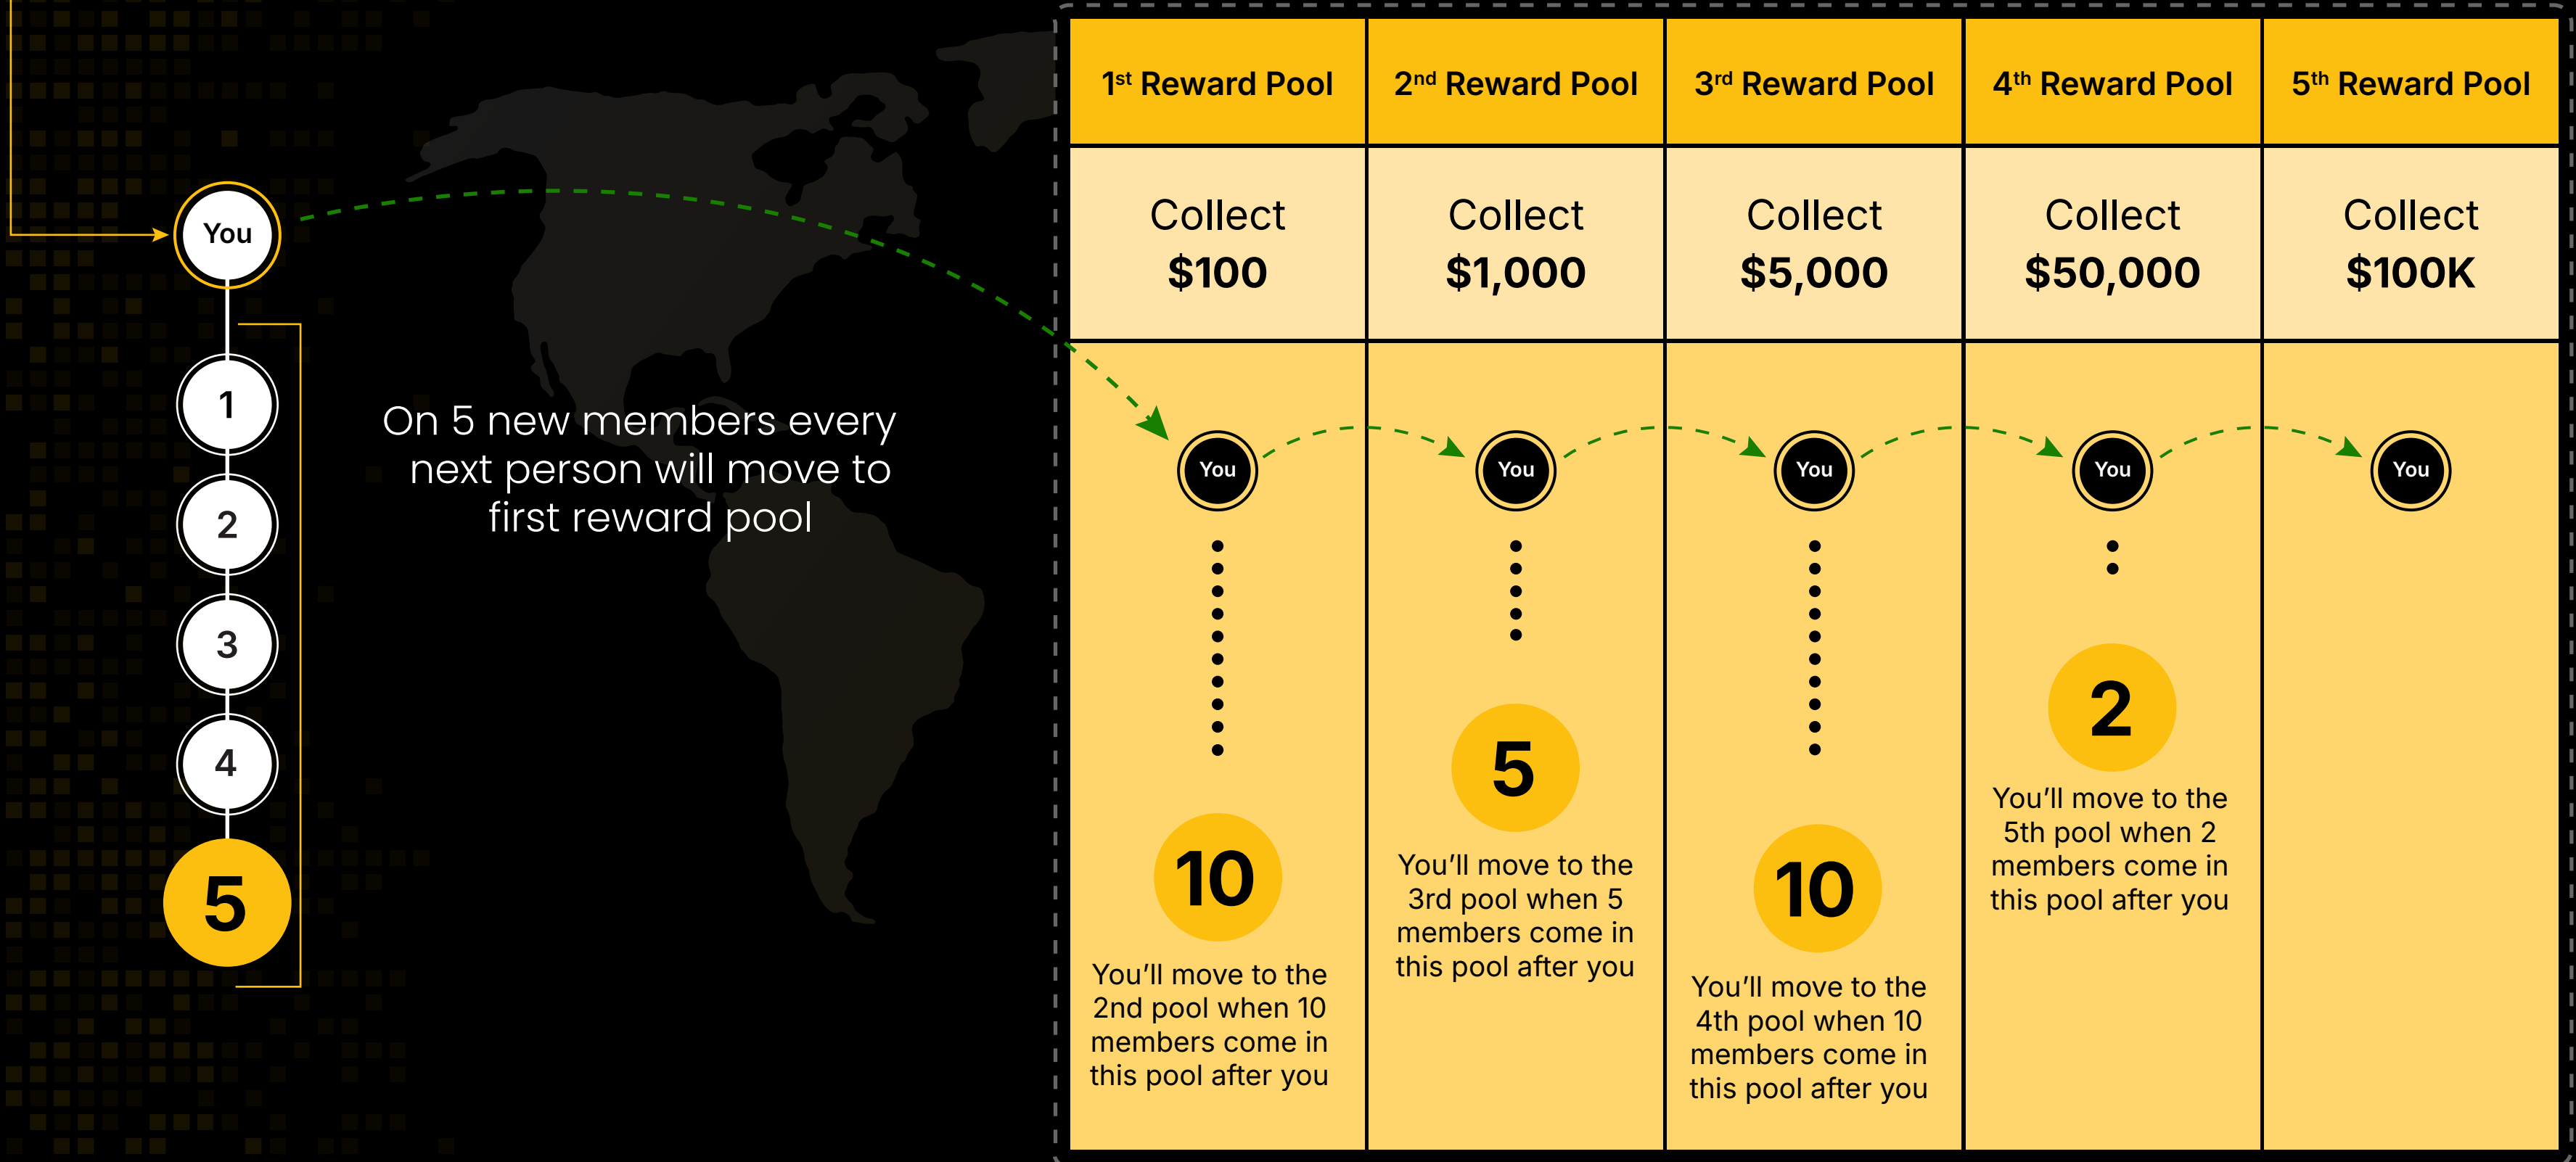 You
1
2
3
4
5
On 5 new members every
next person will move to
first reward pool
1st Reward Pool
2nd Reward Pool
3rd Reward Pool
4th Reward Pool
5th Reward Pool
Collect
$100
Collect
$1,000
Collect
$5,000
Collect
$50,000
Collect
$100K
You
You
You
You
You
10
You’ll move to the
2nd pool when 10
members come in
this pool after you
5
You’ll move to the
3rd pool when 5
members come in
this pool after you
10
You’ll move to the
4th pool when 10
members come in
this pool after you
2
You’ll move to the
5th pool when 2
members come in
this pool after you